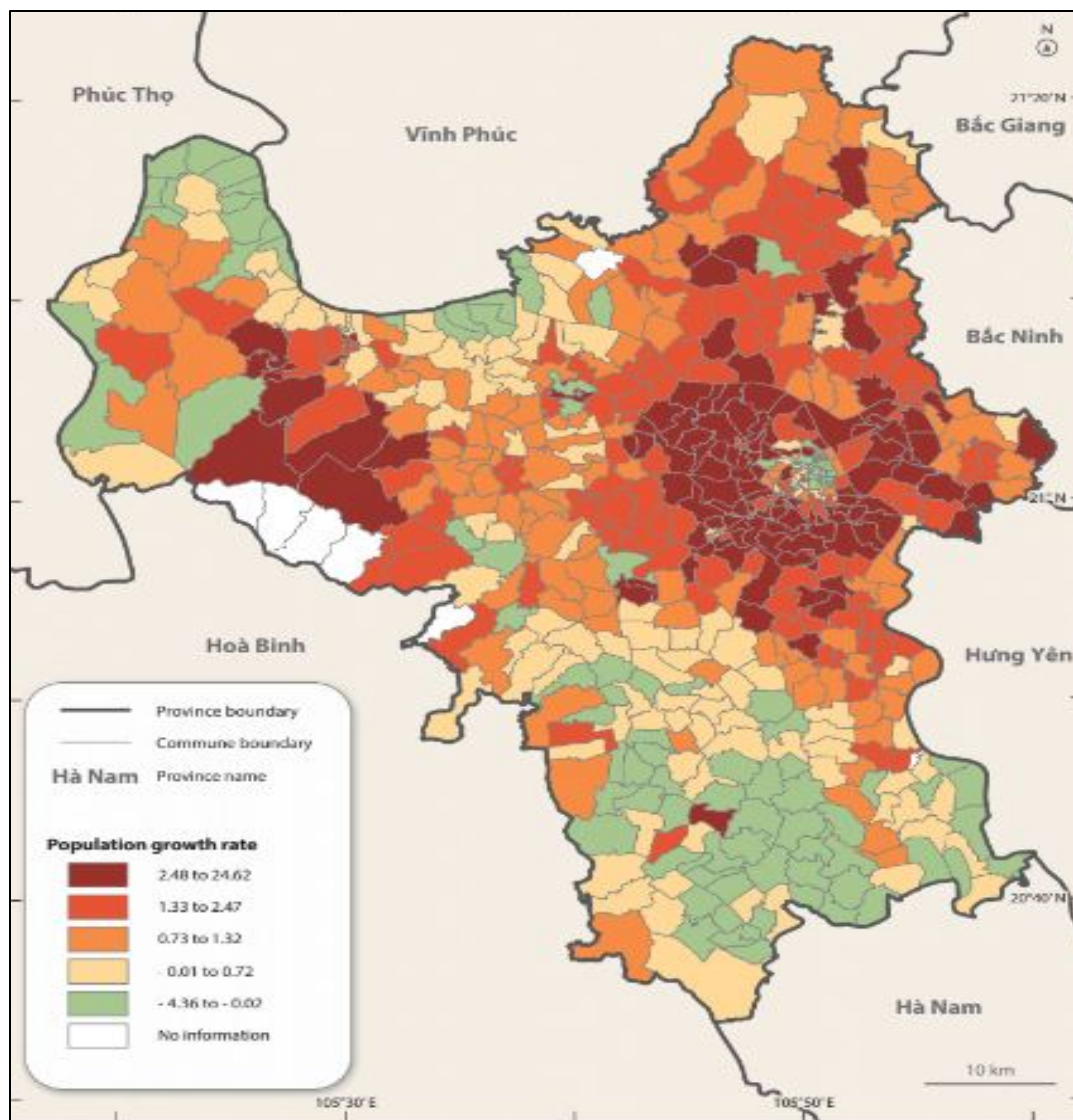 N
Phúc Thọ
21°20'N
Vĩnh Phúc
Bắc Giang
Bắc Ninh
21°N
Hoà Bình
Hưng Yên
Province boundary
Commune boundary
Hà Nam Province name
Population growth rate
2.48 to 24.62
1.33 to 2.47
0.73 to 1.32
- 0.01 to 0.72
- 4.36 to - 0.02
No information
20°40'N
Hà Nam
10 km
105°30' E
105°50' E